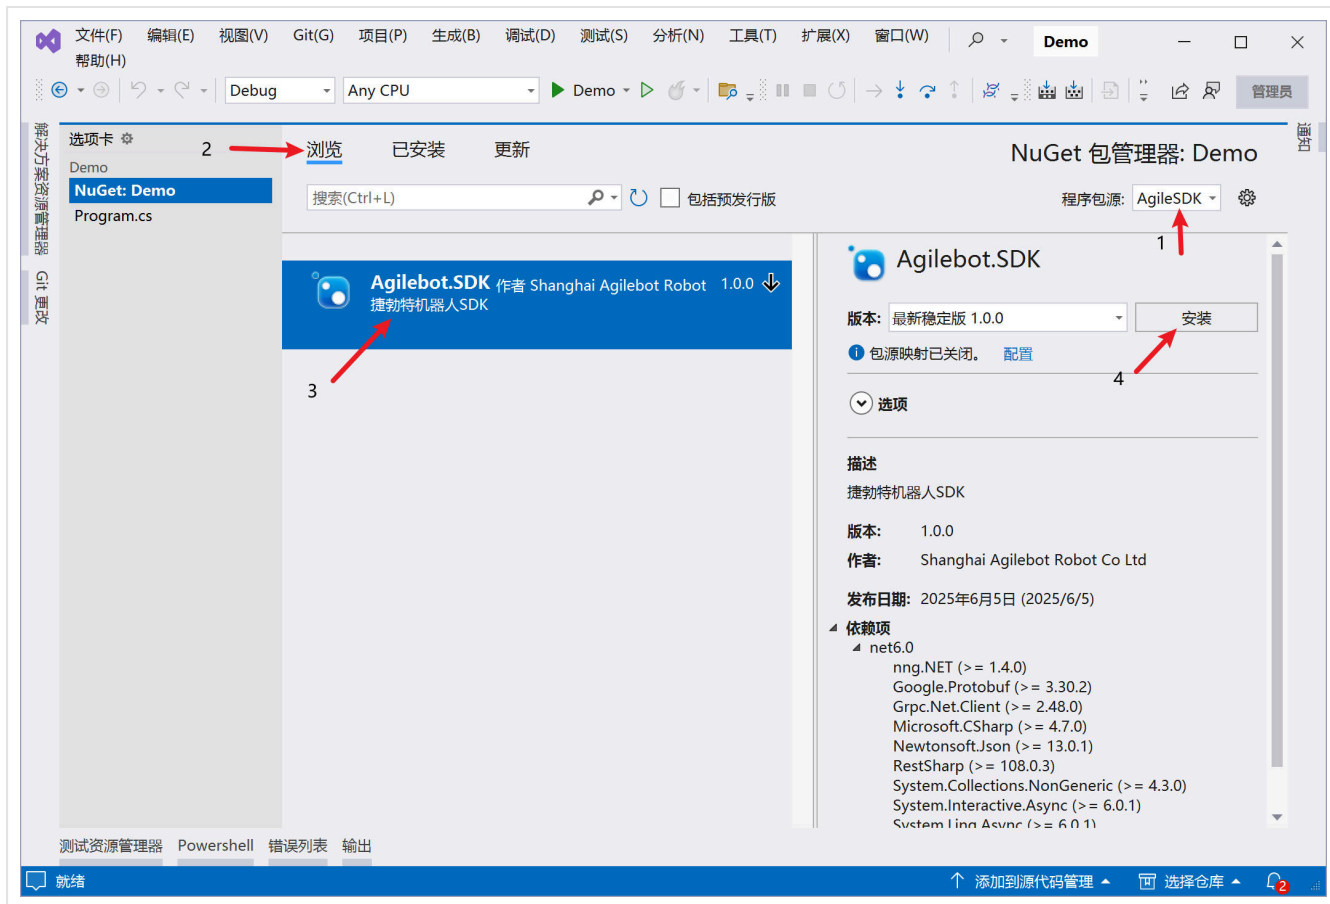 文件(F) 编辑(E) 视图(V) Git(G) 项目(P) 生成(B) 调试(D) 测试(S) 分析(N) 工具(T) 扩展(X) 窗口(W) Demo
帮助(H)
Debug Any CPU Demo 管理员
解决方案资源管理器
Git 更改
选项卡
Demo
NuGet: Demo
Program.cs
2
浏览 已安装 更新
NuGet 包管理器: Demo
通知
搜索(Ctrl+L) 包括预发行版
程序包源: AgileSDK
1
Agilebot.SDK 作者 Shanghai Agilebot Robot 1.0.0
捷勃特机器人SDK
3
Agilebot.SDK
版本: 最新稳定版 1.0.0 安装
包源映射已关闭。 配置
4
选项
描述
捷勃特机器人SDK
版本: 1.0.0
作者: Shanghai Agilebot Robot Co Ltd
发布日期: 2025年6月5日 (2025/6/5)
依赖项
net6.0
nng.NET (>= 1.4.0)
Google.Protobuf (>= 3.30.2)
Grpc.Net.Client (>= 2.48.0)
Microsoft.CSharp (>= 4.7.0)
Newtonsoft.Json (>= 13.0.1)
RestSharp (>= 108.0.3)
System.Collections.NonGeneric (>= 4.3.0)
System.Interactive.Async (>= 6.0.1)
System.Linq.Async (>= 6.0.1)
测试资源管理器 Powershell 错误列表 输出
就绪 添加到源代码管理 选择仓库 2